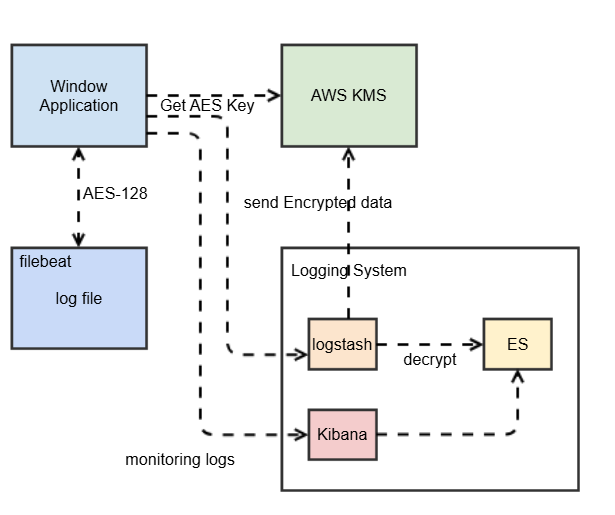 Window
Application
AWS KMS
Get AES Key
AES-128
send Encrypted data
filebeat
log file
Logging System
logstash
decrypt
ES
Kibana
monitoring logs